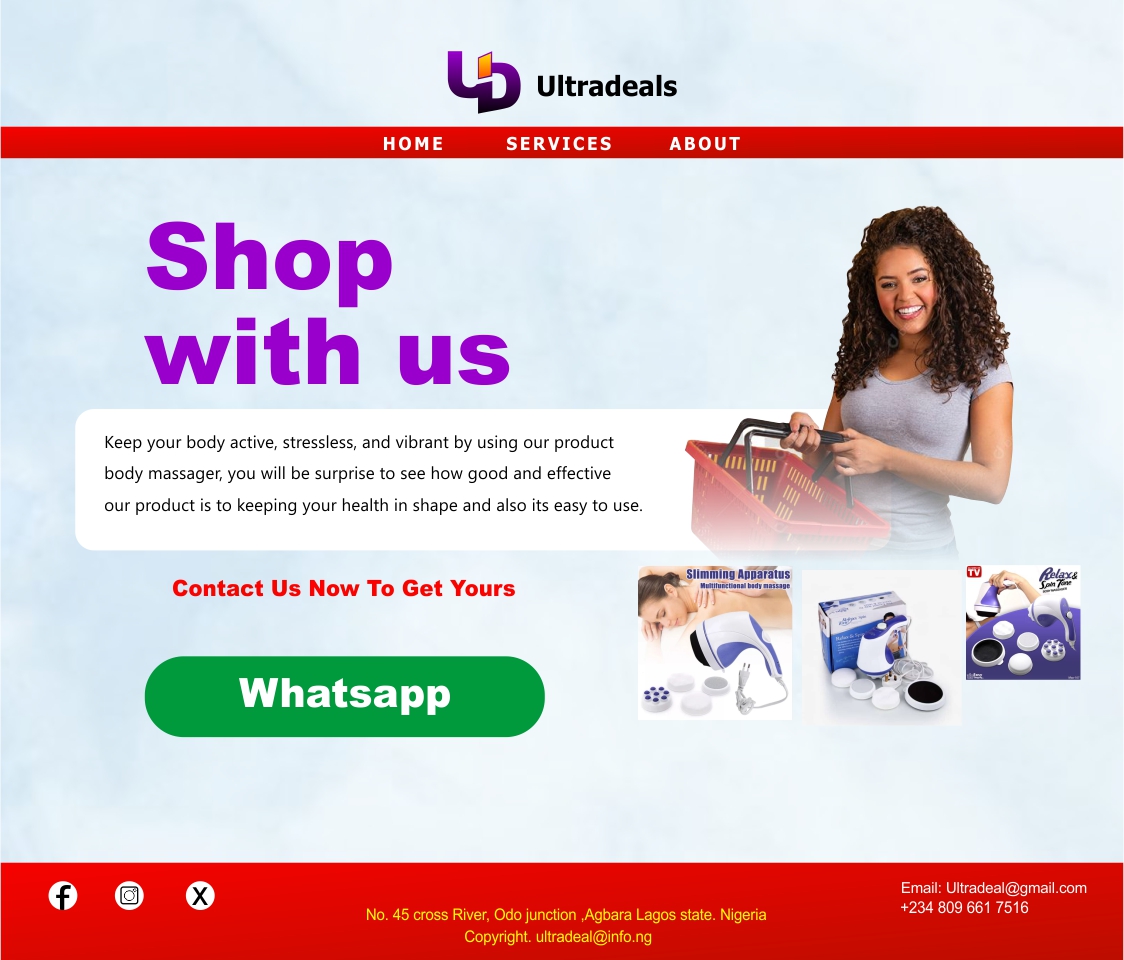 UD Ultradeals
HOME SERVICES ABOUT
Shop
with us
Keep your body active, stressless, and vibrant by using our product
body massager, you will be surprise to see how good and effective
our product is to keeping your health in shape and also its easy to use.
Contact Us Now To Get Yours
Whatsapp
Slimming Apparatus
Multifunctional body massage
TV
Relax &
Spin Tone
No. 45 cross River, Odo junction ,Agbara Lagos state. Nigeria
Copyright. ultradeal@info.ng
Email: Ultradeal@gmail.com
+234 809 661 7516